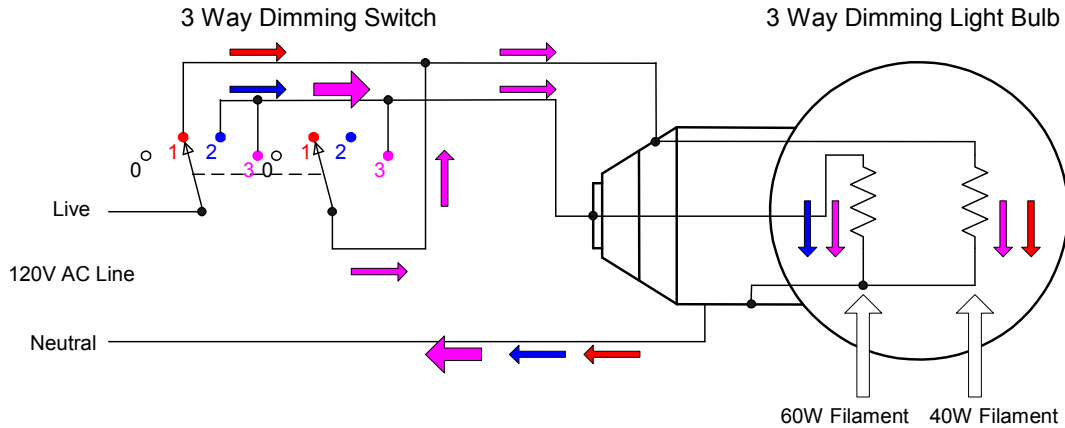 3 Way Dimming Switch
3 Way Dimming Light Bulb
0 1 2 3 0 1 2 3
Live
120V AC Line
Neutral
60W Filament
40W Filament